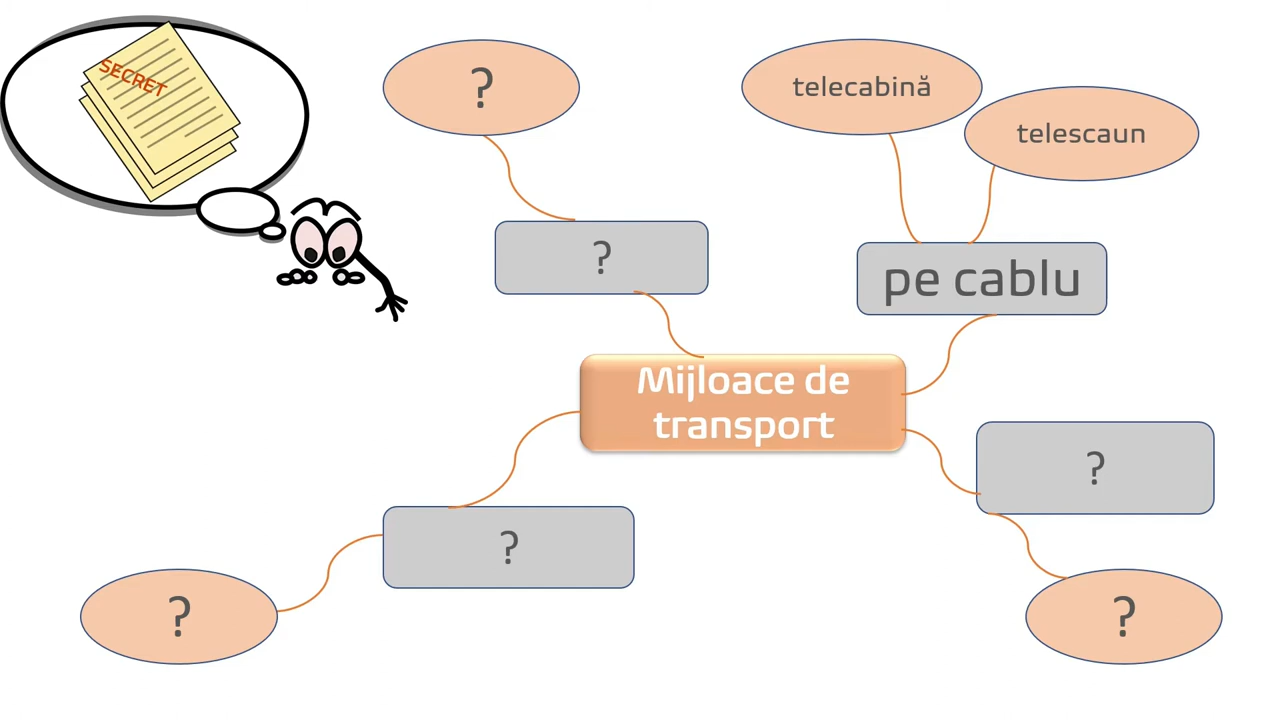 SECRET
?
telecabină
telescaun
?
pe cablu
Mijloace de
transport
?
?
?
?